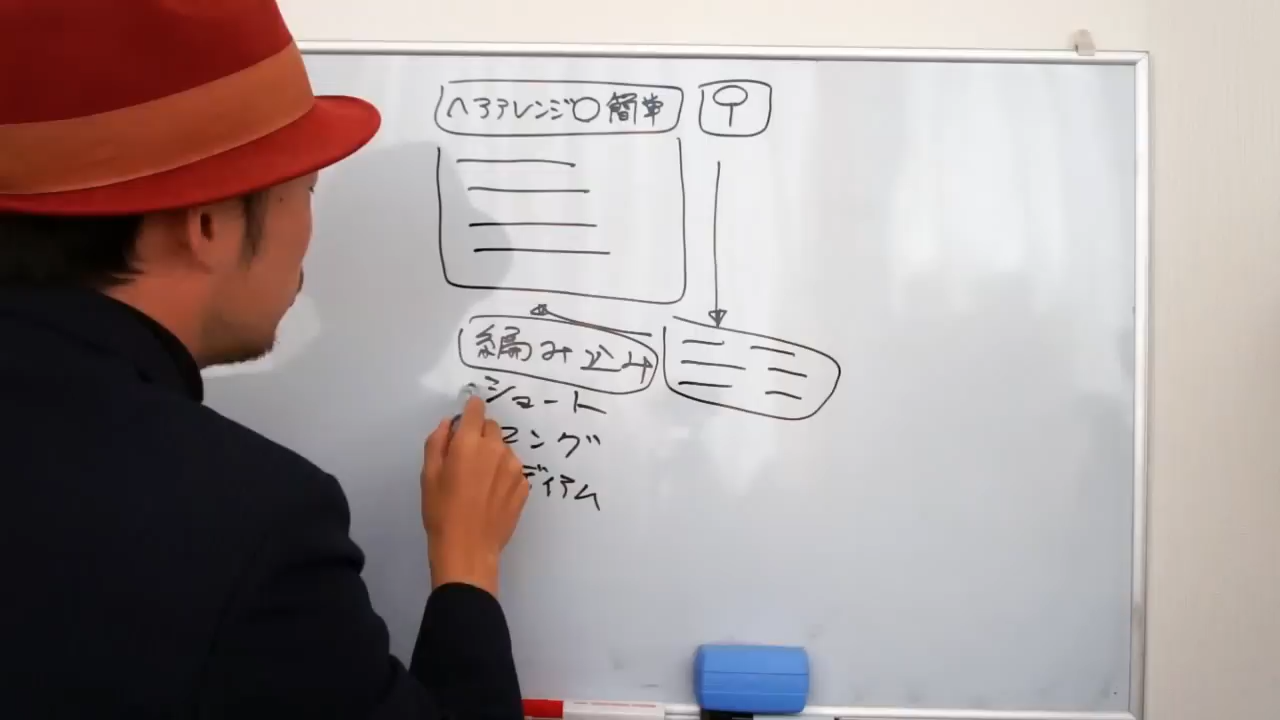 ヘアアレンジ○簡単
編み込み
ショート
ロング
ディアム